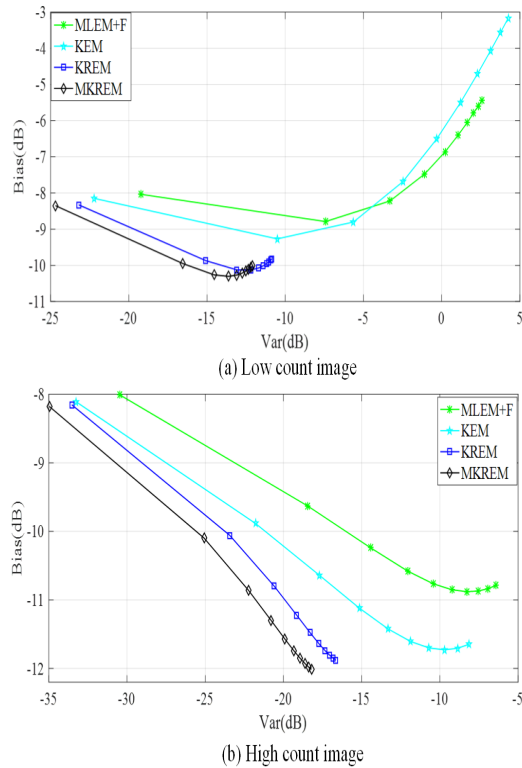 -3
-4
-5
-6
-7
-8
-9
-10
-11
Bias(dB)
MLEM+F
KEM
KREM
MKREM
-25 -20 -15 -10 -5 0 5
Var(dB)
(a) Low count image
-8
-9
-10
-11
-12
Bias(dB)
MLEM+F
KEM
KREM
MKREM
-35 -30 -25 -20 -15 -10 -5
Var(dB)
(b) High count image